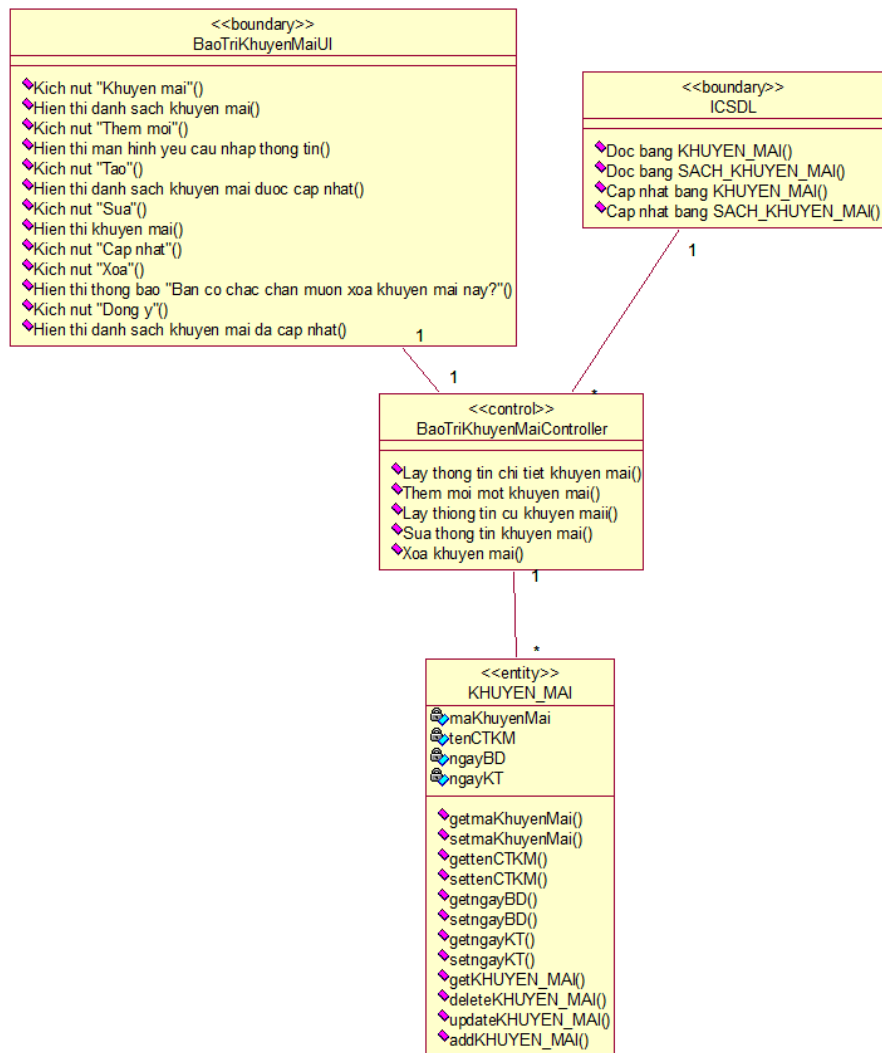 <<boundary>>
BaoTriKhuyenMaiUI
Kich nut "Khuyen mai"()
Hien thi danh sach khuyen mai()
Kich nut "Them moi"()
Hien thi man hinh yeu cau nhap thong tin()
Kich nut "Tao"()
Hien thi danh sach khuyen mai duoc cap nhat()
Kich nut "Sua"()
Hien thi khuyen mai()
Kich nut "Cap nhat"()
Kich nut "Xoa"()
Hien thi thong bao "Ban co chac chan muon xoa khuyen mai nay?"()
Kich nut "Dong y"()
Hien thi danh sach khuyen mai da cap nhat()
<<boundary>>
ICSDL
Doc bang KHUYEN_MAI()
Doc bang SACH_KHUYEN_MAI()
Cap nhat bang KHUYEN_MAI()
Cap nhat bang SACH_KHUYEN_MAI()
1
1
1
*
<<control>>
BaoTriKhuyenMaiController
Lay thong tin chi tiet khuyen mai()
Them moi mot khuyen mai()
Lay thiong tin cu khuyen maii()
Sua thong tin khuyen mai()
Xoa khuyen mai()
1
*
<<entity>>
KHUYEN_MAI
maKhuyenMai
tenCTKM
ngayBD
ngayKT
getmaKhuyenMai()
setmaKhuyenMai()
gettenCTKM()
settenCTKM()
getngayBD()
setngayBD()
getngayKT()
setngayKT()
getKHUYEN_MAI()
deleteKHUYEN_MAI()
updateKHUYEN_MAI()
addKHUYEN_MAI()